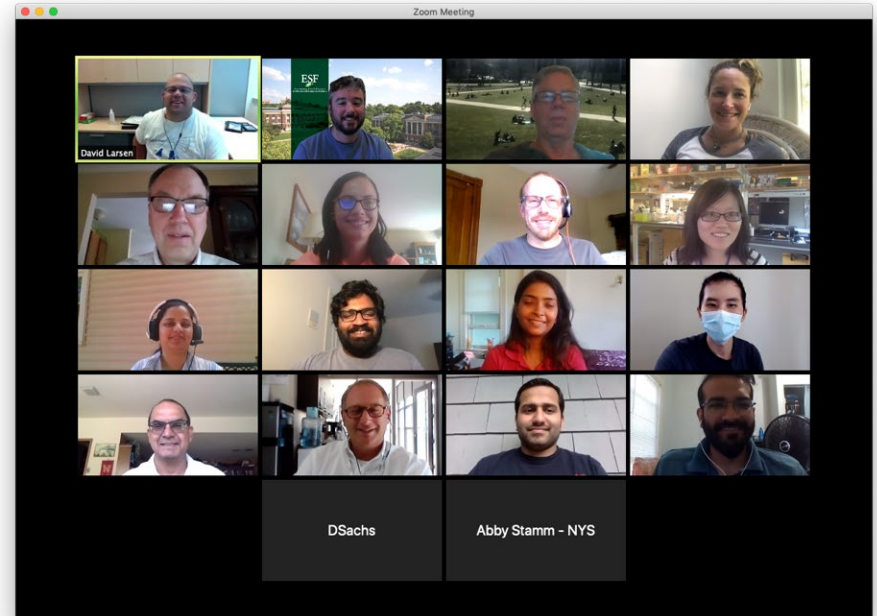 Zoom Meeting
ESF
David Larsen
DSachs
Abby Stamm - NYS